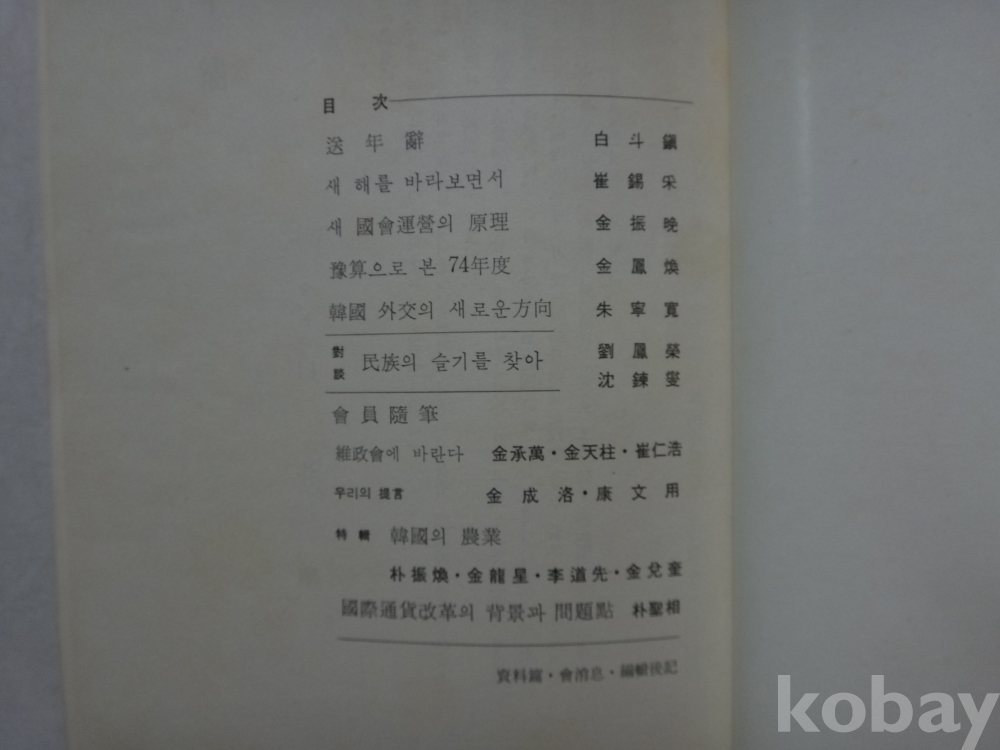 目次
送年辭 白斗鎭
새 해를 바라보면서 崔錫采
새 國會運營의 原理 金振晩
豫算으로 본 74年度 金鳳煥
韓國 外交의 새로운方向 朱寧寬
對談 民族의 슬기를 찾아 劉鳳榮
沈鍊燮
會員隨筆
維政會에 바란다 金承萬・金天柱・崔仁浩
우리의 提言 金成洛・康文用
特輯 韓國의 農業
朴振煥・金龍星・李道先・金兌奎
國際通貨改革의 背景과 問題點 朴聖相
資料篇・會消息・編輯後記
kobay